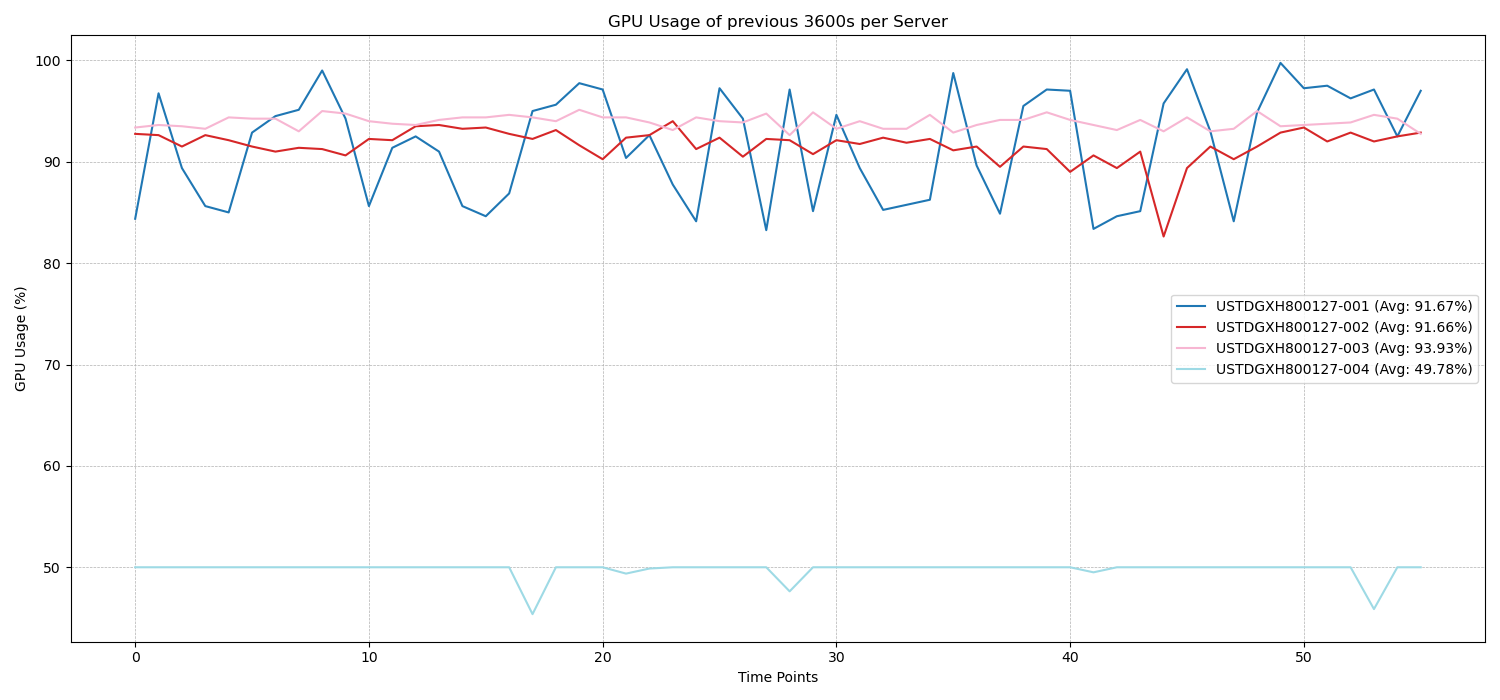 GPU Usage of previous 3600s per Server
100
90
80
70
60
50
GPU Usage (%)
USTDGXH800127-001 (Avg: 91.67%)
USTDGXH800127-002 (Avg: 91.66%)
USTDGXH800127-003 (Avg: 93.93%)
USTDGXH800127-004 (Avg: 49.78%)
0 10 20 30 40 50
Time Points